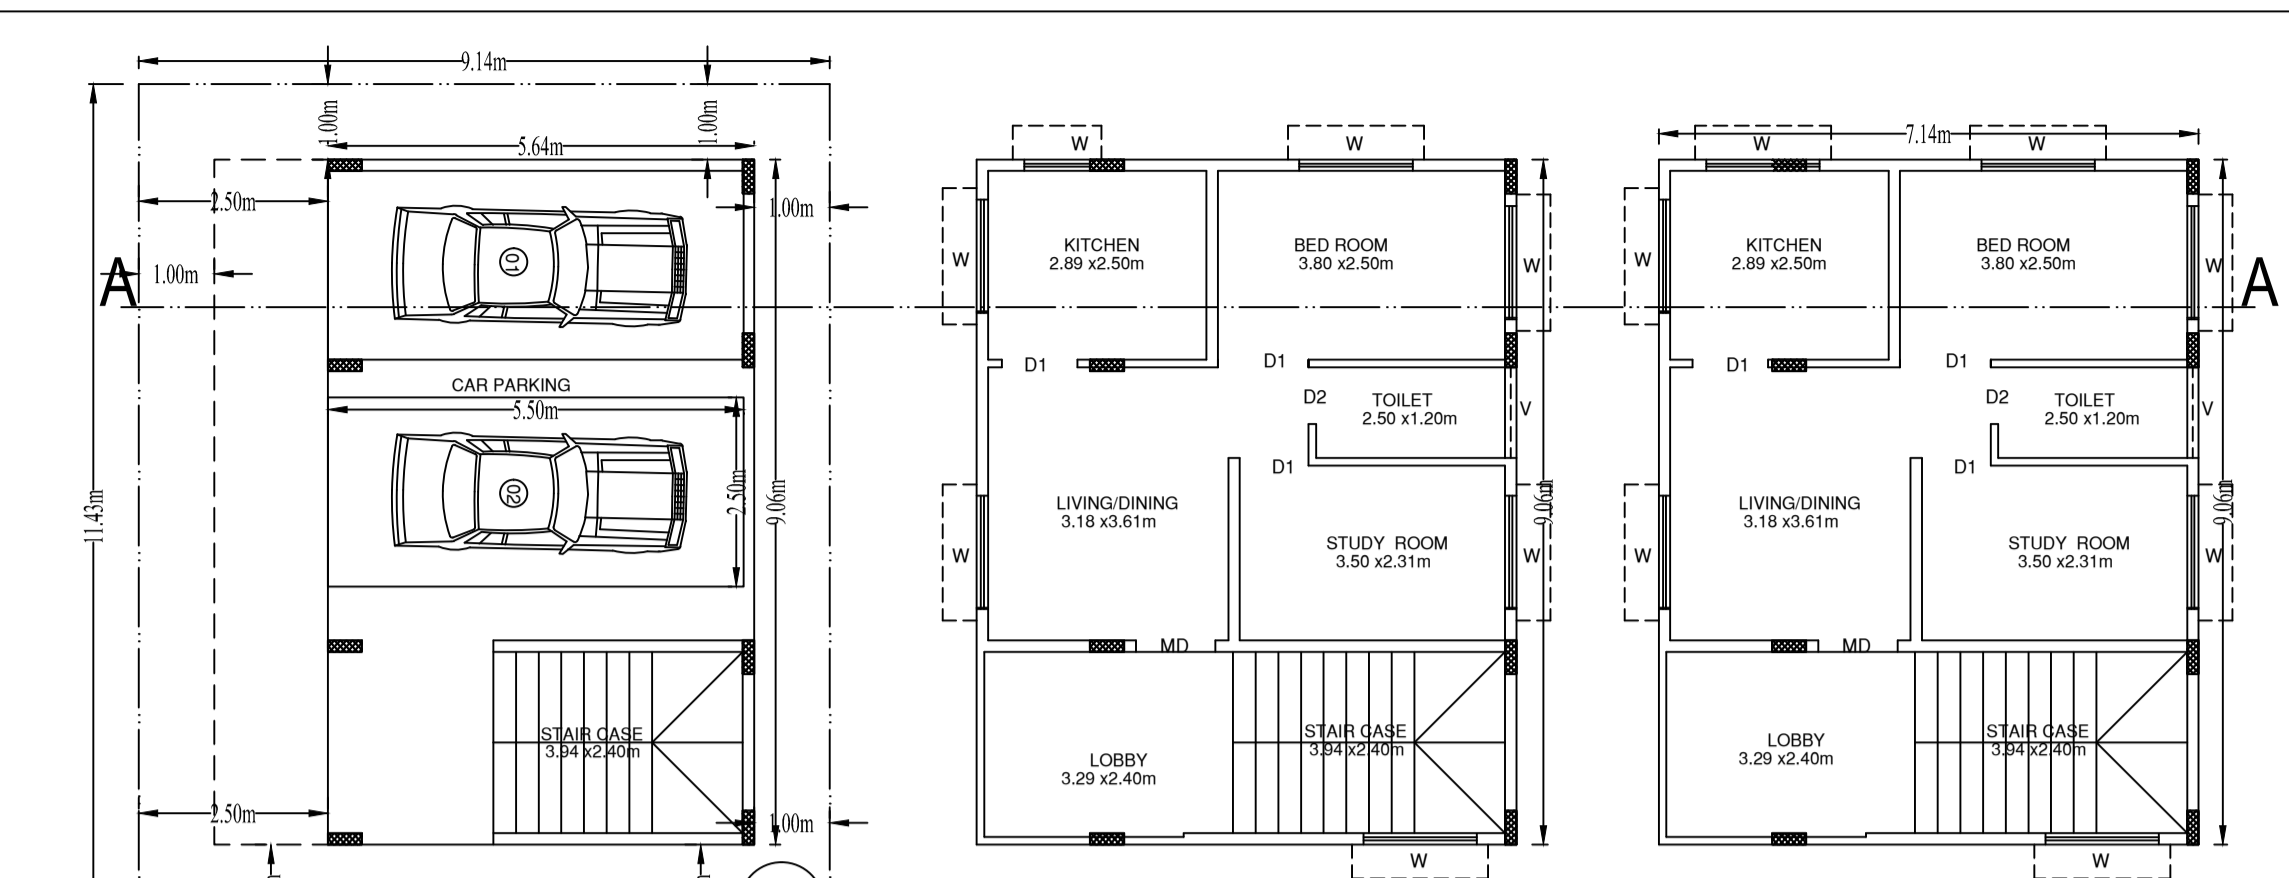 9.14m
1.00m
1.00m
5.64m
2.50m
1.00m
A
1.00m
01
CAR PARKING
5.50m
11.43m
02
2.50m
9.06m
STAIR CASE
3.94 x2.40m
2.50m
1.00m
W
W
KITCHEN
2.89 x2.50m
BED ROOM
3.80 x2.50m
W
W
D1
D1
D2
TOILET
2.50 x1.20m
V
D1
LIVING/DINING
3.18 x3.61m
9.06m
STUDY ROOM
3.50 x2.31m
W
W
MD
STAIR CASE
3.94 x2.40m
LOBBY
3.29 x2.40m
W
7.14m
W
W
KITCHEN
2.89 x2.50m
BED ROOM
3.80 x2.50m
W
W
A
D1
D1
D2
TOILET
2.50 x1.20m
V
D1
LIVING/DINING
3.18 x3.61m
9.06m
STUDY ROOM
3.50 x2.31m
W
W
MD
STAIR CASE
3.94 x2.40m
LOBBY
3.29 x2.40m
W